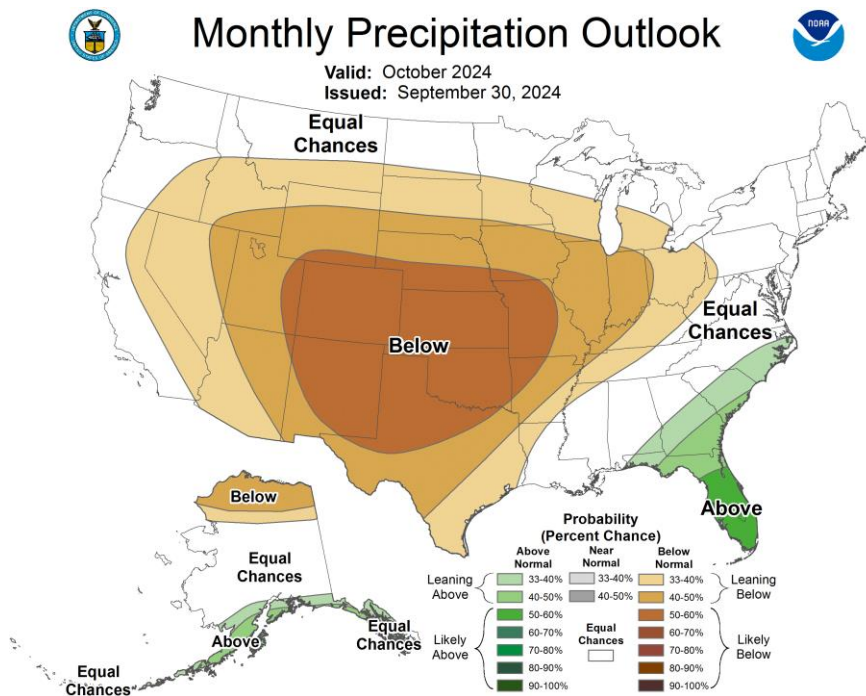 Monthly Precipitation Outlook
NOAA
Valid: October 2024
Issued: September 30, 2024
Equal
Chances
Equal
Chances
Below
Above
Below
Equal
Chances
Above
Equal
Chances
Equal
Chances
Probability
(Percent Chance)
Above
Normal
Near
Normal
Below
Normal
Leaning
Above
33-40%
33-40%
33-40%
Leaning
Below
40-50%
40-50%
40-50%
Likely
Above
50-60%
50-60%
Likely
Below
60-70%
60-70%
70-80%
Equal
Chances
70-80%
80-90%
80-90%
90-100%
90-100%